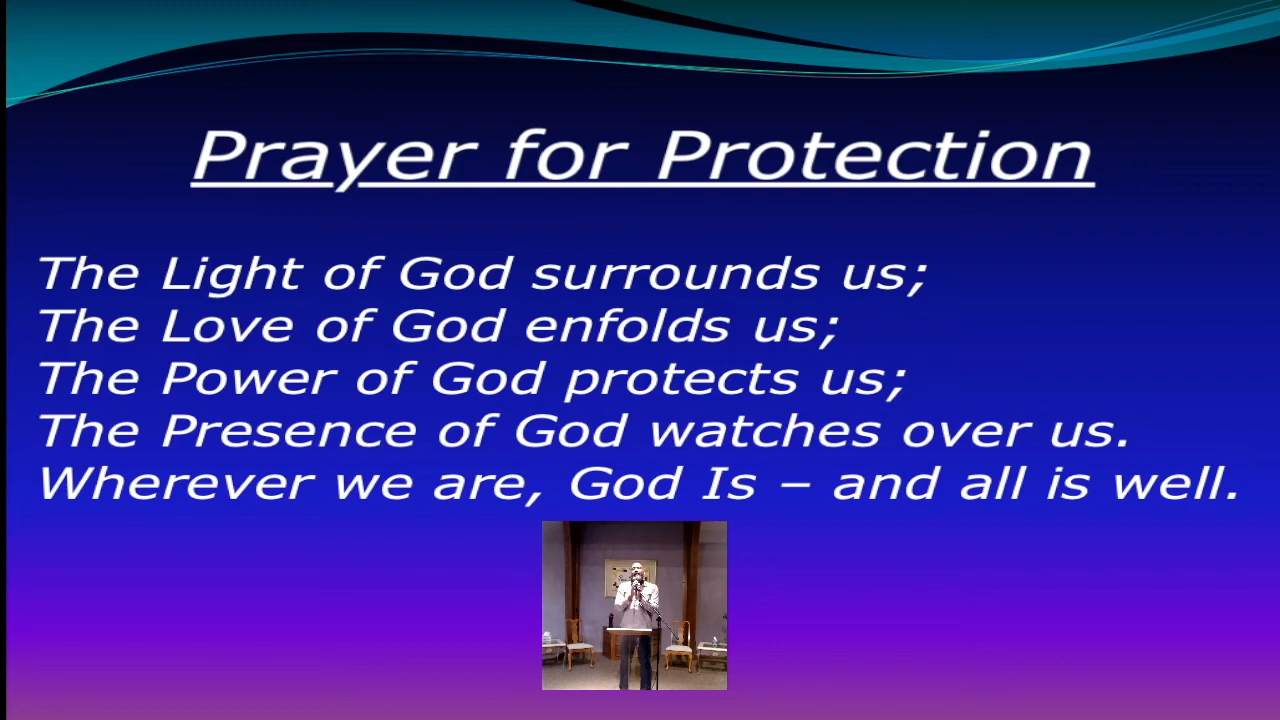 Prayer for Protection
The Light of God surrounds us;
The Love of God enfolds us;
The Power of God protects us;
The Presence of God watches over us.
Wherever we are, God Is – and all is well.